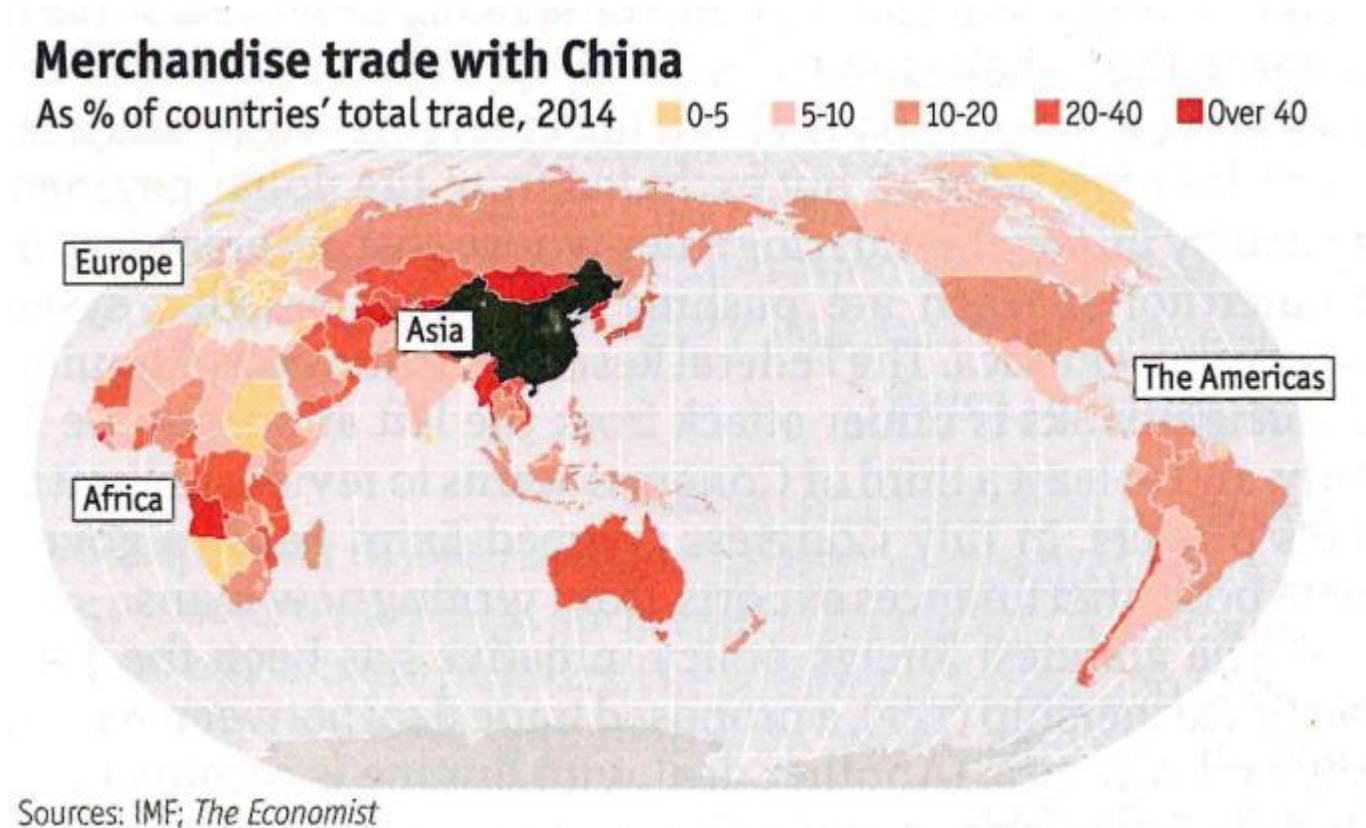 Merchandise trade with China
As % of countries' total trade, 2014 0-5 5-10 10-20 20-40 Over 40
Europe
Asia
The Americas
Africa
Sources: IMF; The Economist